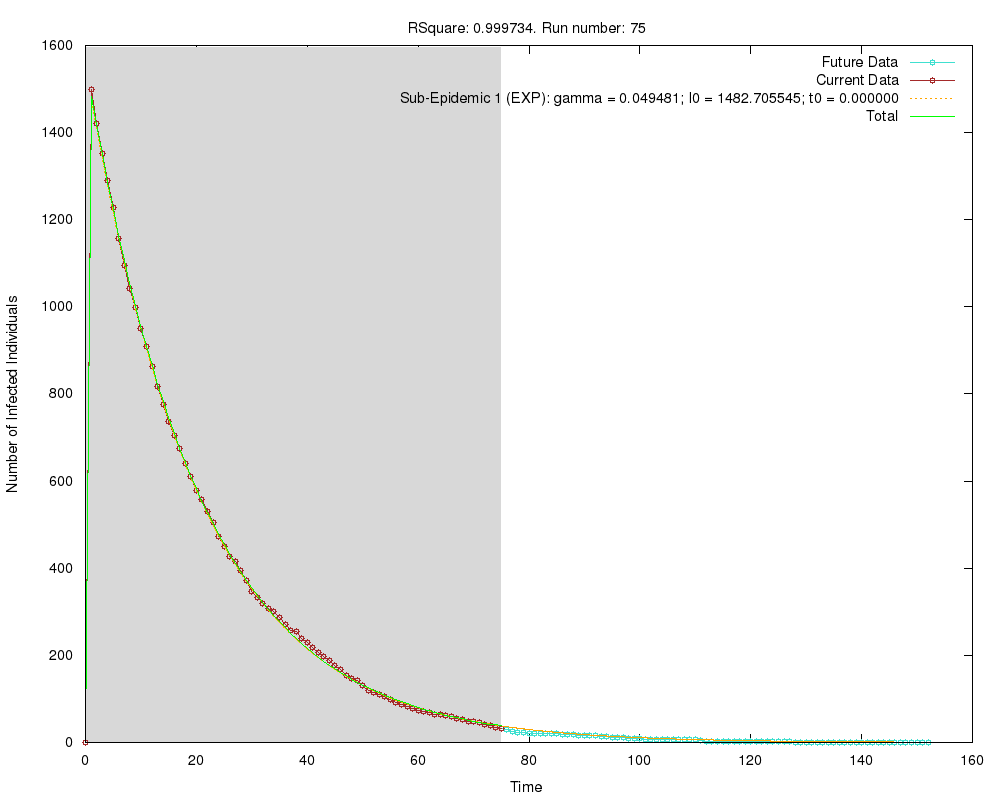 RSquare: 0.999734. Run number: 75
Future Data
Current Data
Sub-Epidemic 1 (EXP): gamma = 0.049481; I0 = 1482.705545; t0 = 0.000000
Total
1600
1400
1200
1000
800
600
400
200
0
Number of Infected Individuals
0 20 40 60 80 100 120 140 160
Time